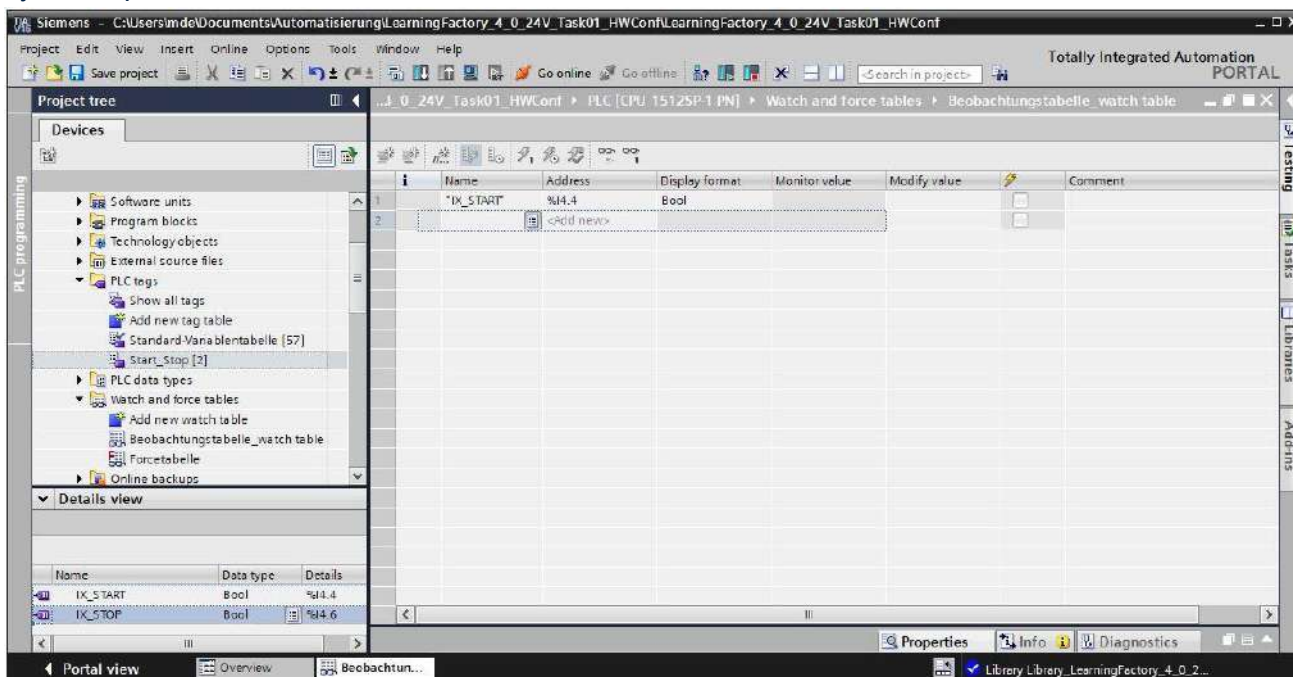 Siemens - C:\Users\mde\Documents\Automatisierung\LearningFactory_4_0_24V_Task01_HWConf\LearningFactory_4_0_24V_Task01_HWConf
Project Edit View Insert Online Options Tools Window Help
Totally Integrated Automation
PORTAL
Save project Go online Go offline <Search in project>
Project tree
..._4_0_24V_Task01_HWConf PLC [CPU 1512SP-1 PN] Watch and force tables Beobachtungstabelle_watch table
Devices
PLC programming
i Name Address Display format Monitor value Modify value Comment
1 "IX_START" %I4.4 Bool
2 <Add new>
Software units
Program blocks
Technology objects
External source files
PLC tags
Show all tags
Add new tag table
Standard-Variablentabelle [57]
Start_Stop [2]
PLC data types
Watch and force tables
Add new watch table
Beobachtungstabelle_watch table
Forcetabelle
Online backups
Details view
Name Data type Details
IX_START Bool %I4.4
IX_STOP Bool %I4.6
Testing
Tasks
Libraries
Add-ins
Properties Info Diagnostics
Portal view Overview Beobachtun... Library Library_LearningFactory_4_0_2...